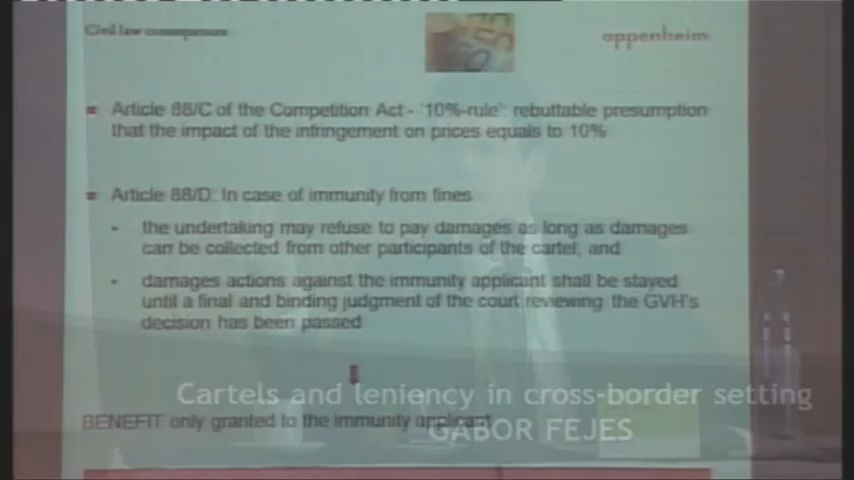 Civil law consequences
oppenheim
Article 88/C of the Competition Act - '10%-rule': rebuttable presumption
that the impact of the infringement on prices equals to 10%
Article 88/D: In case of immunity from fines
- the undertaking may refuse to pay damages as long as damages
can be collected from other participants of the cartel, and
- damages actions against the immunity applicant shall be stayed
until a final and binding judgment of the court reviewing the GVH's
decision has been passed
Cartels and leniency in cross-border setting
BENEFIT only granted to the immunity applicant
GABOR FEJES